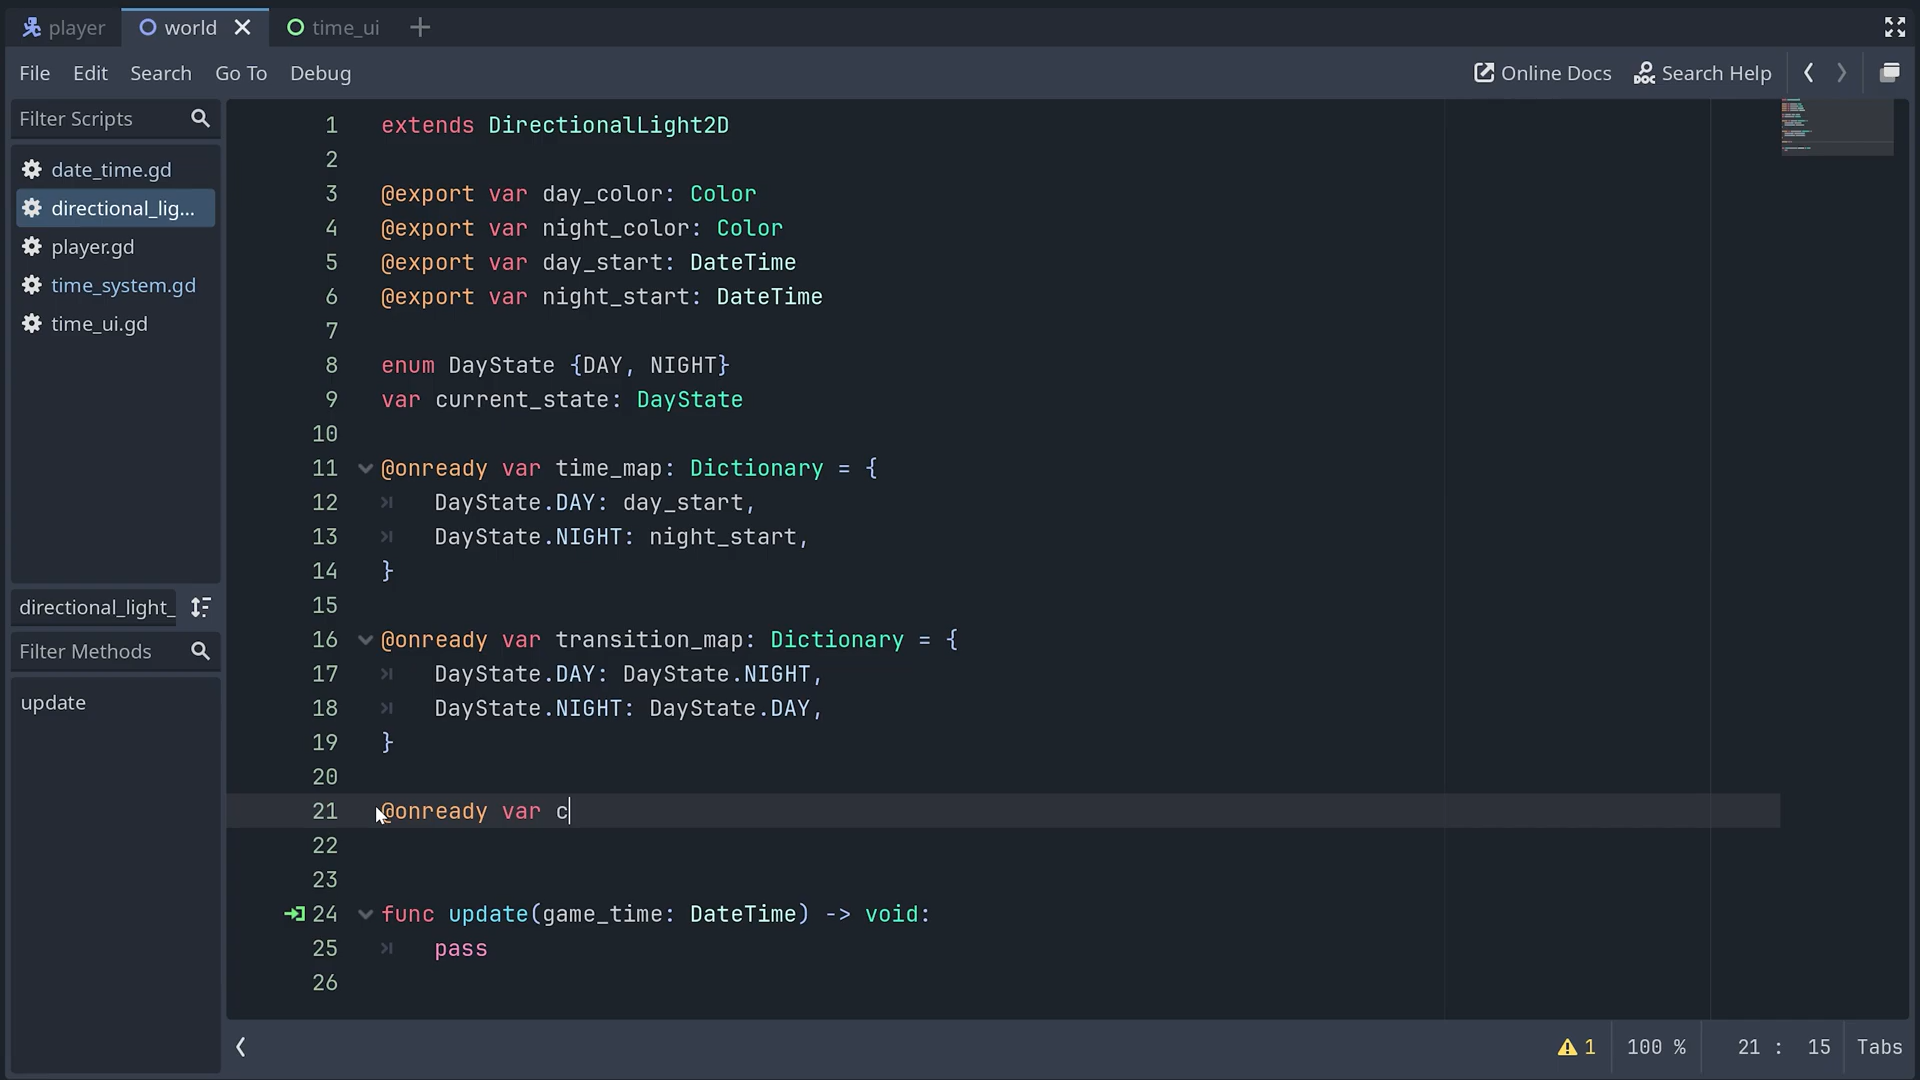 player
world
time_ui
File Edit Search Go To Debug
Online Docs Search Help
Filter Scripts
date_time.gd
directional_lig...
player.gd
time_system.gd
time_ui.gd
directional_light_
Filter Methods
update
1 extends DirectionalLight2D
2
3 @export var day_color: Color
4 @export var night_color: Color
5 @export var day_start: DateTime
6 @export var night_start: DateTime
7
8 enum DayState {DAY, NIGHT}
9 var current_state: DayState
10
11 @onready var time_map: Dictionary = {
12 DayState.DAY: day_start,
13 DayState.NIGHT: night_start,
14 }
15
16 @onready var transition_map: Dictionary = {
17 DayState.DAY: DayState.NIGHT,
18 DayState.NIGHT: DayState.DAY,
19 }
20
21 @onready var c
22
23
24 func update(game_time: DateTime) -> void:
25 pass
26
1 100 % 21 : 15 Tabs